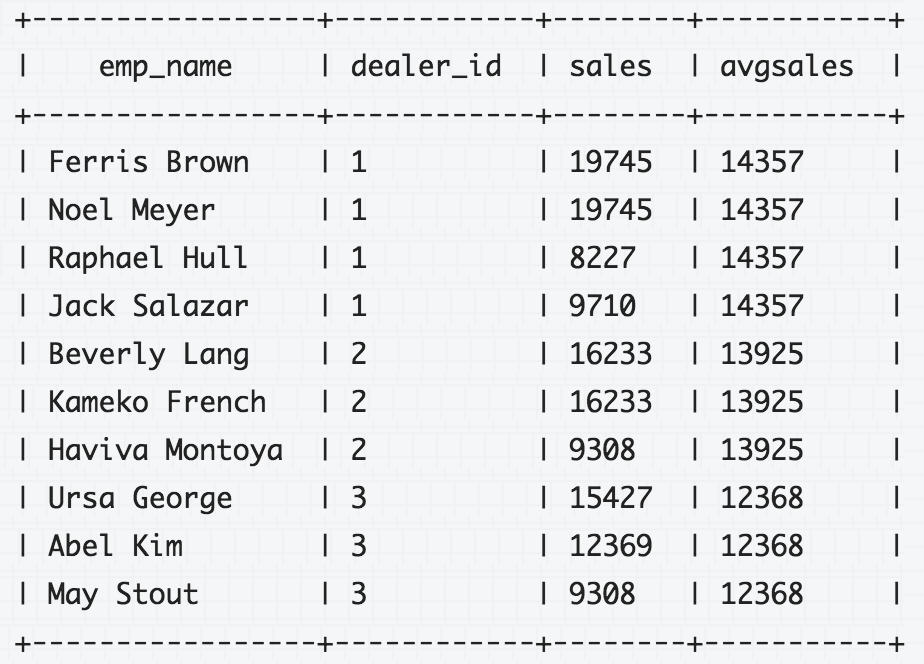 +-----------------+------------+--------+-----------+
|    emp_name     | dealer_id  | sales  | avgsales  |
+-----------------+------------+--------+-----------+
| Ferris Brown    | 1          | 19745  | 14357     |
| Noel Meyer      | 1          | 19745  | 14357     |
| Raphael Hull    | 1          | 8227   | 14357     |
| Jack Salazar    | 1          | 9710   | 14357     |
| Beverly Lang    | 2          | 16233  | 13925     |
| Kameko French   | 2          | 16233  | 13925     |
| Haviva Montoya  | 2          | 9308   | 13925     |
| Ursa George     | 3          | 15427  | 12368     |
| Abel Kim        | 3          | 12369  | 12368     |
| May Stout       | 3          | 9308   | 12368     |
+-----------------+------------+--------+-----------+